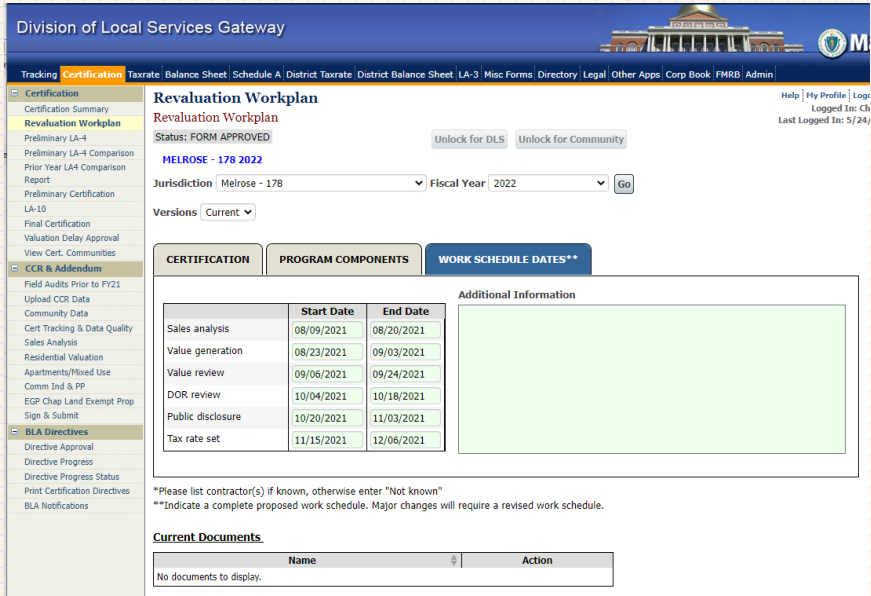 Division of Local Services Gateway
Tracking Certification Taxrate Balance Sheet Schedule A District Taxrate District Balance Sheet LA-3 Misc Forms Directory Legal Other Apps Corp Book FMRB Admin
Certification
Certification Summary
Revaluation Workplan
Preliminary LA-4
Preliminary LA-4 Comparison
Prior Year LA4 Comparison
Report
Preliminary Certification
LA-10
Final Certification
Valuation Delay Approval
View Cert. Communities
CCR & Addendum
Field Audits Prior to FY21
Upload CCR Data
Community Data
Cert Tracking & Data Quality
Sales Analysis
Residential Valuation
Apartments/Mixed Use
Comm Ind & PP
EGP Chap Land Exempt Prop
Sign & Submit
BLA Directives
Directive Approval
Directive Progress
Directive Progress Status
Print Certification Directives
BLA Notifications
Revaluation Workplan
Help My Profile
Logged In:
Last Logged In: 5/24/
Revaluation Workplan
Status: FORM APPROVED
Unlock for DLS Unlock for Community
MELROSE - 178 2022
Jurisdiction Melrose - 178 Fiscal Year 2022 Go
Versions Current
CERTIFICATION PROGRAM COMPONENTS WORK SCHEDULE DATES**
Additional Information
Start Date End Date
Sales analysis 08/09/2021 08/20/2021
Value generation 08/23/2021 09/03/2021
Value review 09/06/2021 09/24/2021
DOR review 10/04/2021 10/18/2021
Public disclosure 10/20/2021 11/03/2021
Tax rate set 11/15/2021 12/06/2021
*Please list contractor(s) if known, otherwise enter "Not known"
**Indicate a complete proposed work schedule. Major changes will require a revised work schedule.
Current Documents
Name Action
No documents to display.